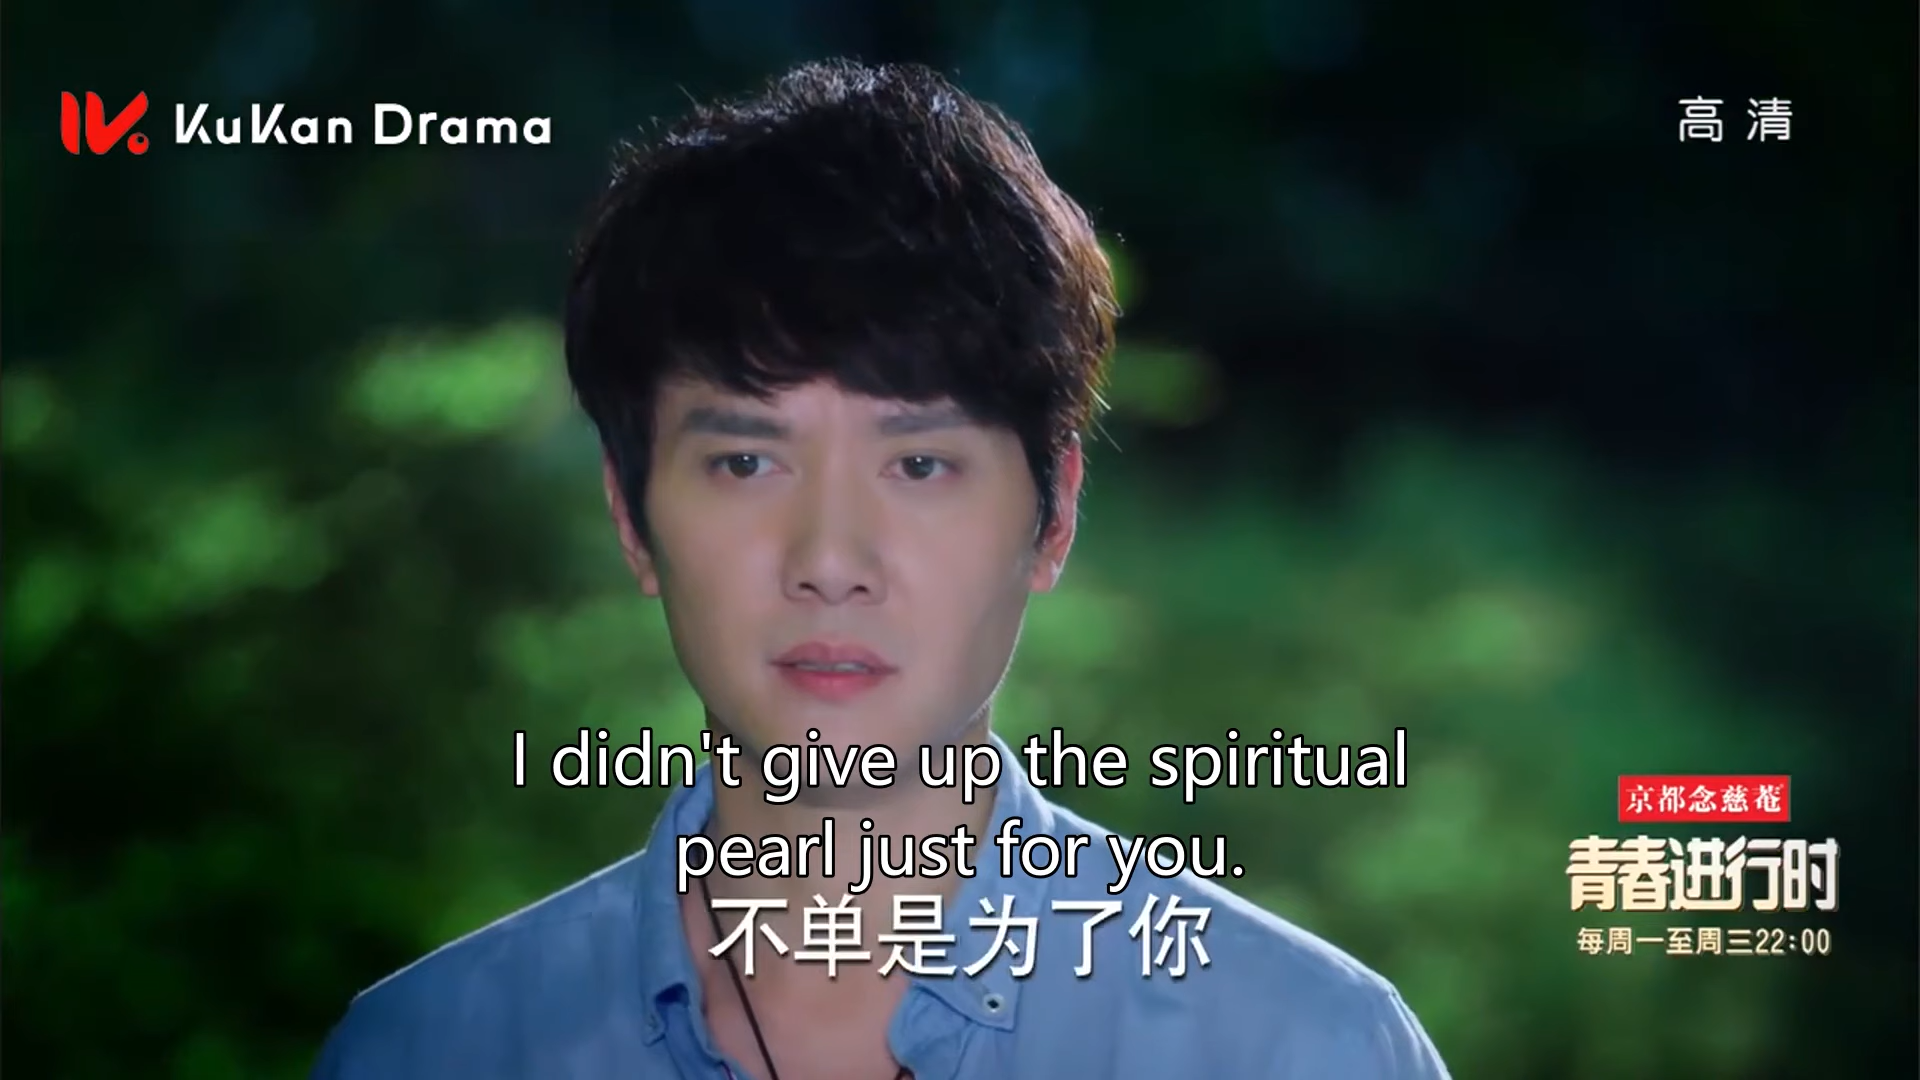 KuKan Drama
高清
I didn't give up the spiritual
pearl just for you.
不单是为了你
京都念慈菴
青春进行时
每周一至周三22:00